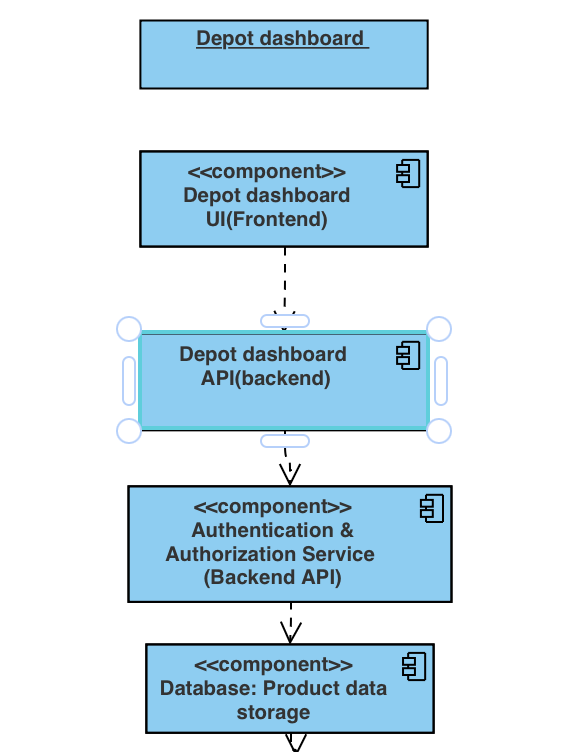 Depot dashboard
<<component>>
Depot dashboard
UI(Frontend)
Depot dashboard
API(backend)
<<component>>
Authentication &
Authorization Service
(Backend API)
<<component>>
Database: Product data
storage